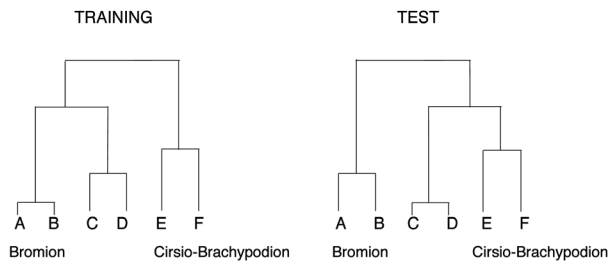 TRAINING TEST
A B C D E F A B C D E F
Bromion Cirsio-Brachypodion Bromion Cirsio-Brachypodion